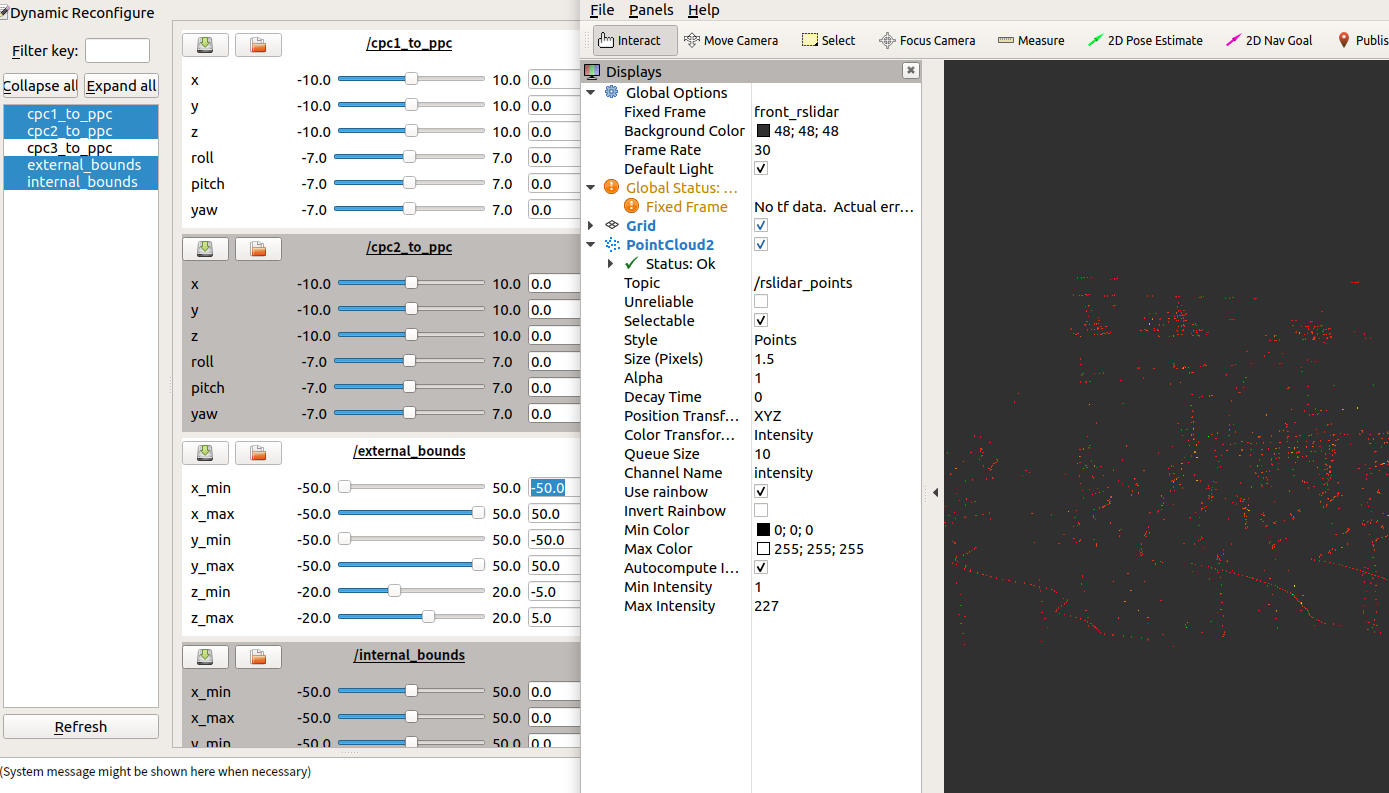 Dynamic Reconfigure
Filter key:
Collapse all Expand all
cpc1_to_ppc
cpc2_to_ppc
cpc3_to_ppc
external_bounds
internal_bounds
Refresh
(System message might be shown here when necessary)
/cpc1_to_ppc
x -10.0 10.0 0.0
y -10.0 10.0 0.0
z -10.0 10.0 0.0
roll -7.0 7.0 0.0
pitch -7.0 7.0 0.0
yaw -7.0 7.0 0.0
/cpc2_to_ppc
x -10.0 10.0 0.0
y -10.0 10.0 0.0
z -10.0 10.0 0.0
roll -7.0 7.0 0.0
pitch -7.0 7.0 0.0
yaw -7.0 7.0 0.0
/external_bounds
x_min -50.0 50.0 -50.0
x_max -50.0 50.0 50.0
y_min -50.0 50.0 -50.0
y_max -50.0 50.0 50.0
z_min -20.0 20.0 -5.0
z_max -20.0 20.0 5.0
/internal_bounds
x_min -50.0 50.0 0.0
x_max -50.0 50.0 0.0
y_min -50.0 50.0 0.0
File Panels Help
Interact Move Camera Select Focus Camera Measure 2D Pose Estimate 2D Nav Goal Publis
Displays
Global Options
Fixed Frame front_rslidar
Background Color 48; 48; 48
Frame Rate 30
Default Light
Global Status: ...
Fixed Frame No tf data. Actual err...
Grid
PointCloud2
Status: Ok
Topic /rslidar_points
Unreliable
Selectable
Style Points
Size (Pixels) 1.5
Alpha 1
Decay Time 0
Position Transf... XYZ
Color Transfor... Intensity
Queue Size 10
Channel Name intensity
Use rainbow
Invert Rainbow
Min Color 0; 0; 0
Max Color 255; 255; 255
Autocompute I...
Min Intensity 1
Max Intensity 227